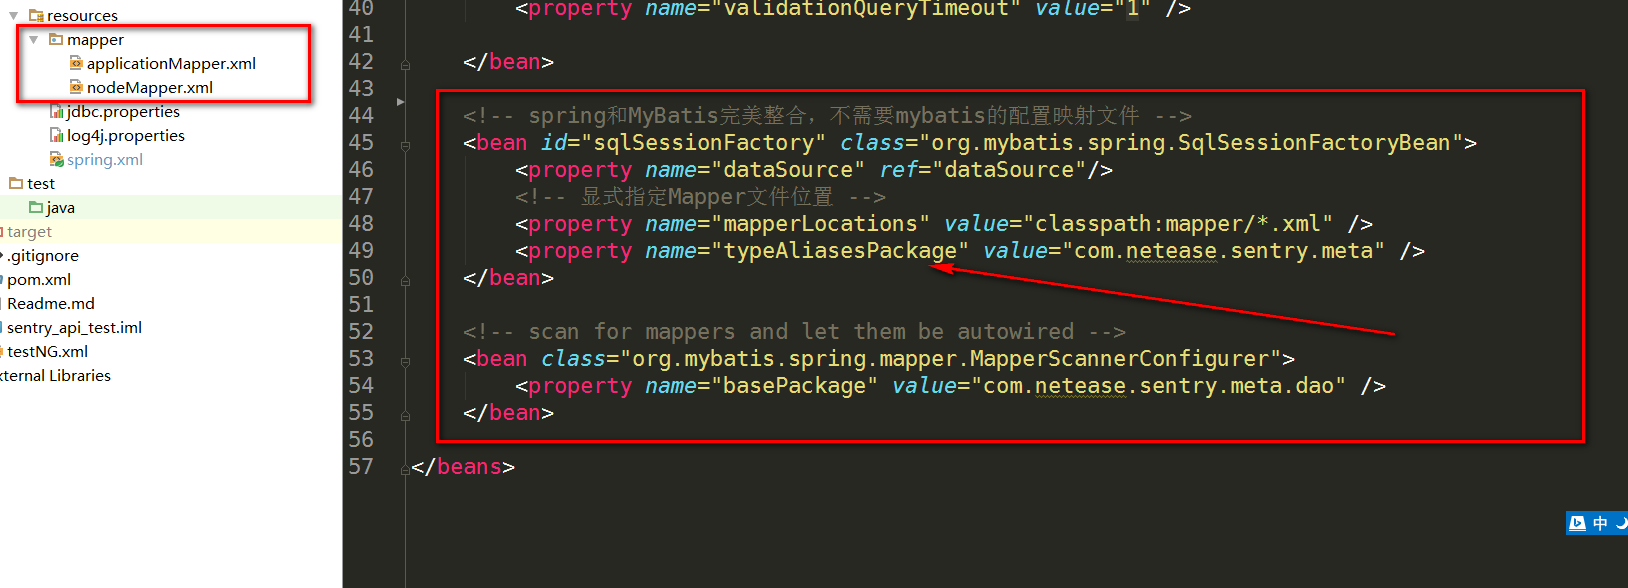 resources
mapper
applicationMapper.xml
nodeMapper.xml
jdbc.properties
log4j.properties
spring.xml
test
java
target
.gitignore
pom.xml
Readme.md
sentry_api_test.iml
testNG.xml
xternal Libraries
40 <property name="validationQueryTimeout" value="1" />
41
42 </bean>
43
44 <!-- spring和MyBatis完美整合，不需要mybatis的配置映射文件 -->
45 <bean id="sqlSessionFactory" class="org.mybatis.spring.SqlSessionFactoryBean">
46 <property name="dataSource" ref="dataSource"/>
47 <!-- 显式指定Mapper文件位置 -->
48 <property name="mapperLocations" value="classpath:mapper/*.xml" />
49 <property name="typeAliasesPackage" value="com.netease.sentry.meta" />
50 </bean>
51
52 <!-- scan for mappers and let them be autowired -->
53 <bean class="org.mybatis.spring.mapper.MapperScannerConfigurer">
54 <property name="basePackage" value="com.netease.sentry.meta.dao" />
55 </bean>
56
57 </beans>
中